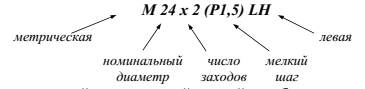 M 24 x 2 (P1,5) LH
метрическая
левая
номинальный диаметр
число заходов
мелкий шаг